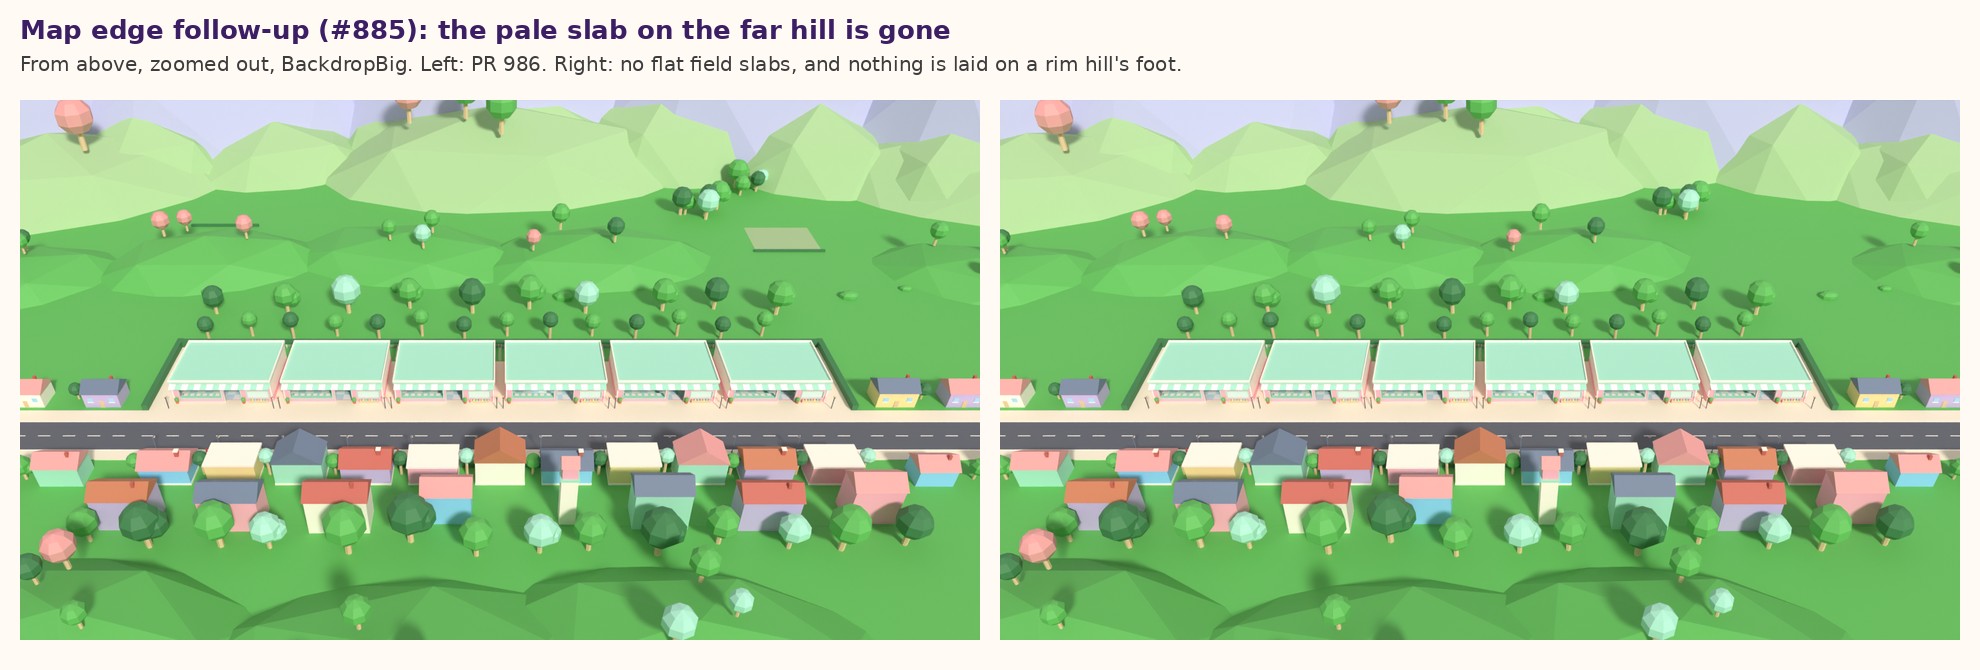 Map edge follow-up (#885): the pale slab on the far hill is gone
From above, zoomed out, BackdropBig. Left: PR 986. Right: no flat field slabs, and nothing is laid on a rim hill's foot.